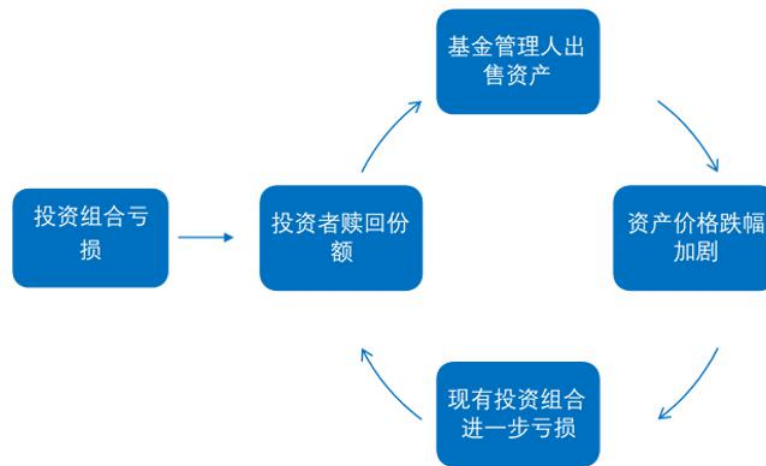 基金管理人出
售资产
投资组合亏
损
投资者赎回份
额
资产价格跌幅
加剧
现有投资组合
进一步亏损